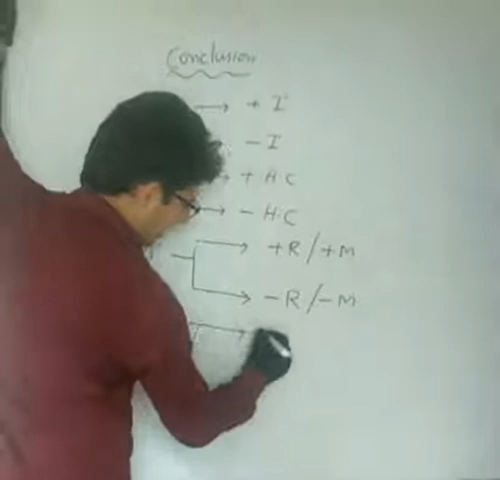 Conclusion
→ + I
- I
→ + H.C
→ - H.C
→ +R/+M
→ -R/-M